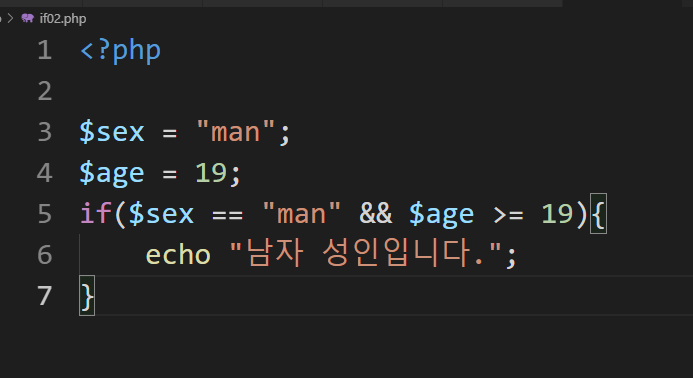 if02.php
1 <?php
2
3 $sex = "man";
4 $age = 19;
5 if($sex == "man" && $age >= 19){
6     echo "남자 성인입니다.";
7 }